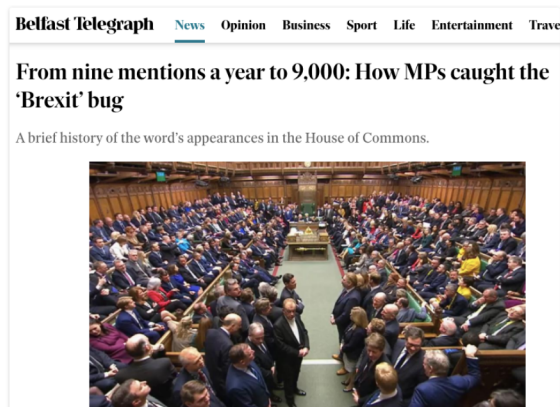 Belfast Telegraph News Opinion Business Sport Life Entertainment Trave
From nine mentions a year to 9,000: How MPs caught the
‘Brexit’ bug
A brief history of the word's appearances in the House of Commons.